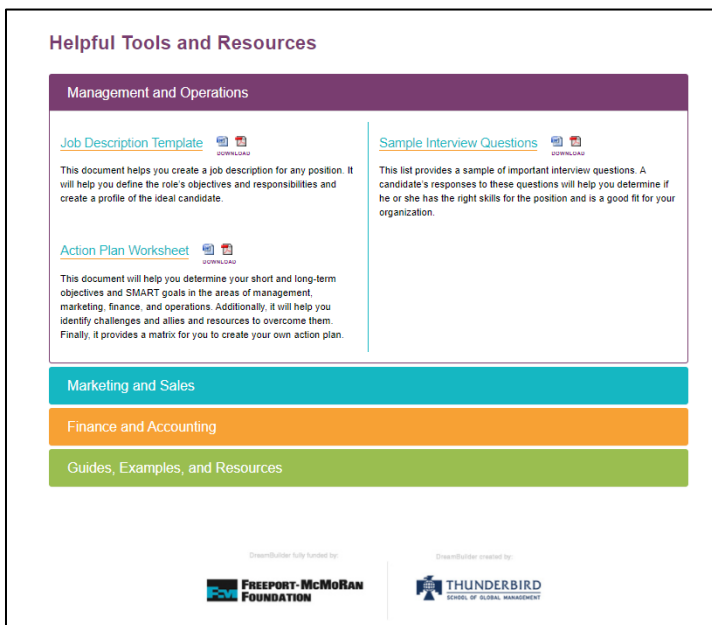 Helpful Tools and Resources
Management and Operations
Job Description Template
DOWNLOAD
This document helps you create a job description for any position. It
will help you define the role's objectives and responsibilities and
create a profile of the ideal candidate.
Sample Interview Questions
DOWNLOAD
This list provides a sample of important interview questions. A
candidate's responses to these questions will help you determine if
he or she has the right skills for the position and is a good fit for your
organization.
Action Plan Worksheet
DOWNLOAD
This document will help you determine your short and long-term
objectives and SMART goals in the areas of management,
marketing, finance, and operations. Additionally, it will help you
identify challenges and allies and resources to overcome them.
Finally, it provides a matrix for you to create your own action plan.
Marketing and Sales
Finance and Accounting
Guides, Examples, and Resources
DreamBuilder fully funded by:
FCX
FREEPORT-MCMORAN
FOUNDATION
DreamBuilder created by:
THUNDERBIRD
SCHOOL OF GLOBAL MANAGEMENT